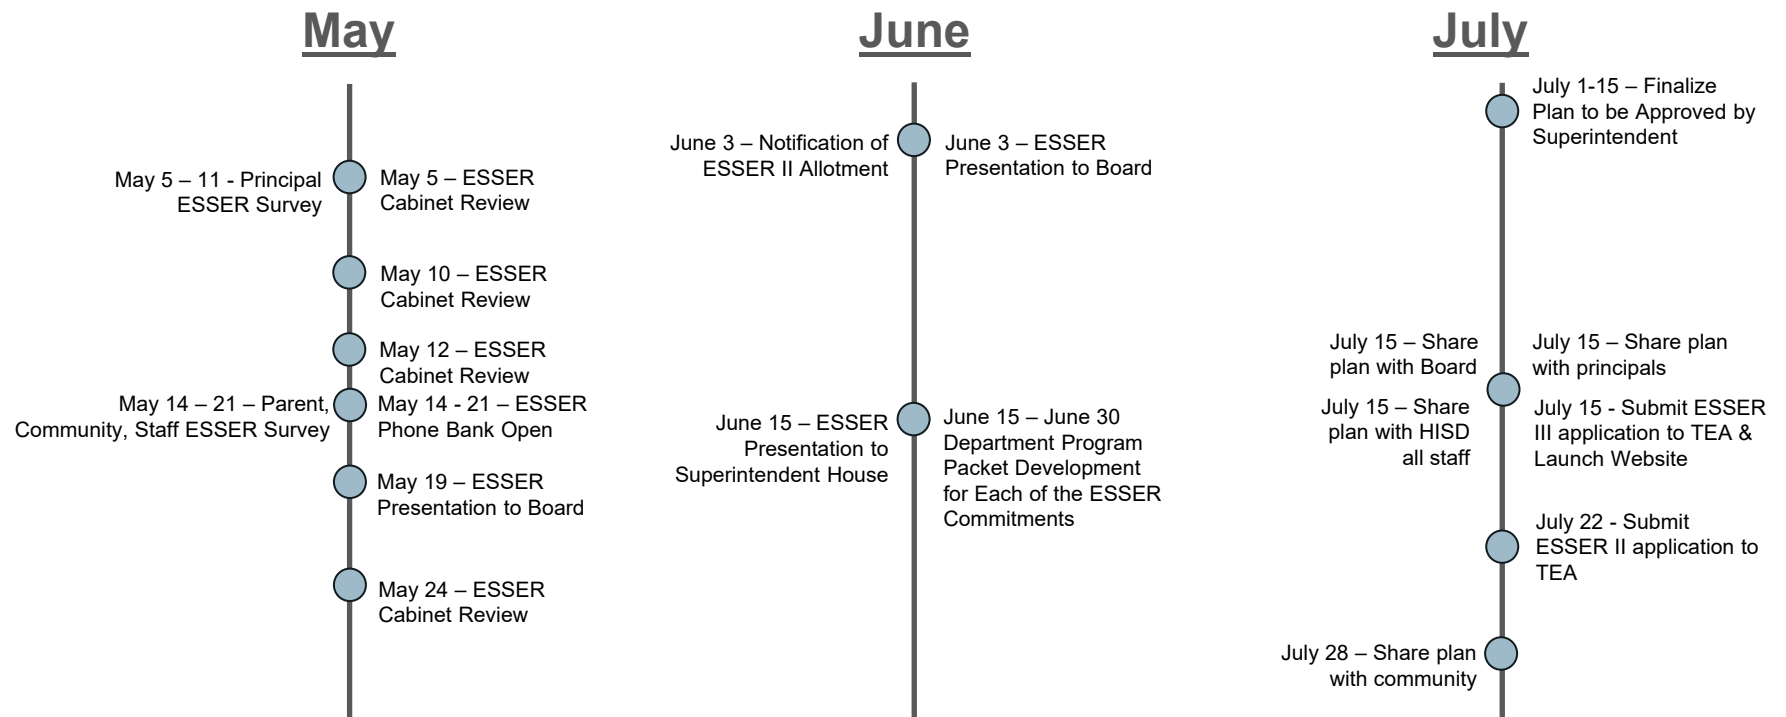 May
May 5 – 11 - Principal
ESSER Survey
May 5 – ESSER
Cabinet Review
May 10 – ESSER
Cabinet Review
May 12 – ESSER
Cabinet Review
May 14 – 21 – Parent,
Community, Staff ESSER Survey
May 14 - 21 – ESSER
Phone Bank Open
May 19 – ESSER
Presentation to Board
May 24 – ESSER
Cabinet Review
June
June 3 – Notification of
ESSER II Allotment
June 3 – ESSER
Presentation to Board
June 15 – ESSER
Presentation to
Superintendent House
June 15 – June 30
Department Program
Packet Development
for Each of the ESSER
Commitments
July
July 1-15 – Finalize
Plan to be Approved by
Superintendent
July 15 – Share
plan with Board
July 15 – Share plan
with principals
July 15 – Share
plan with HISD
all staff
July 15 - Submit ESSER
III application to TEA &
Launch Website
July 22 - Submit
ESSER II application to
TEA
July 28 – Share plan
with community